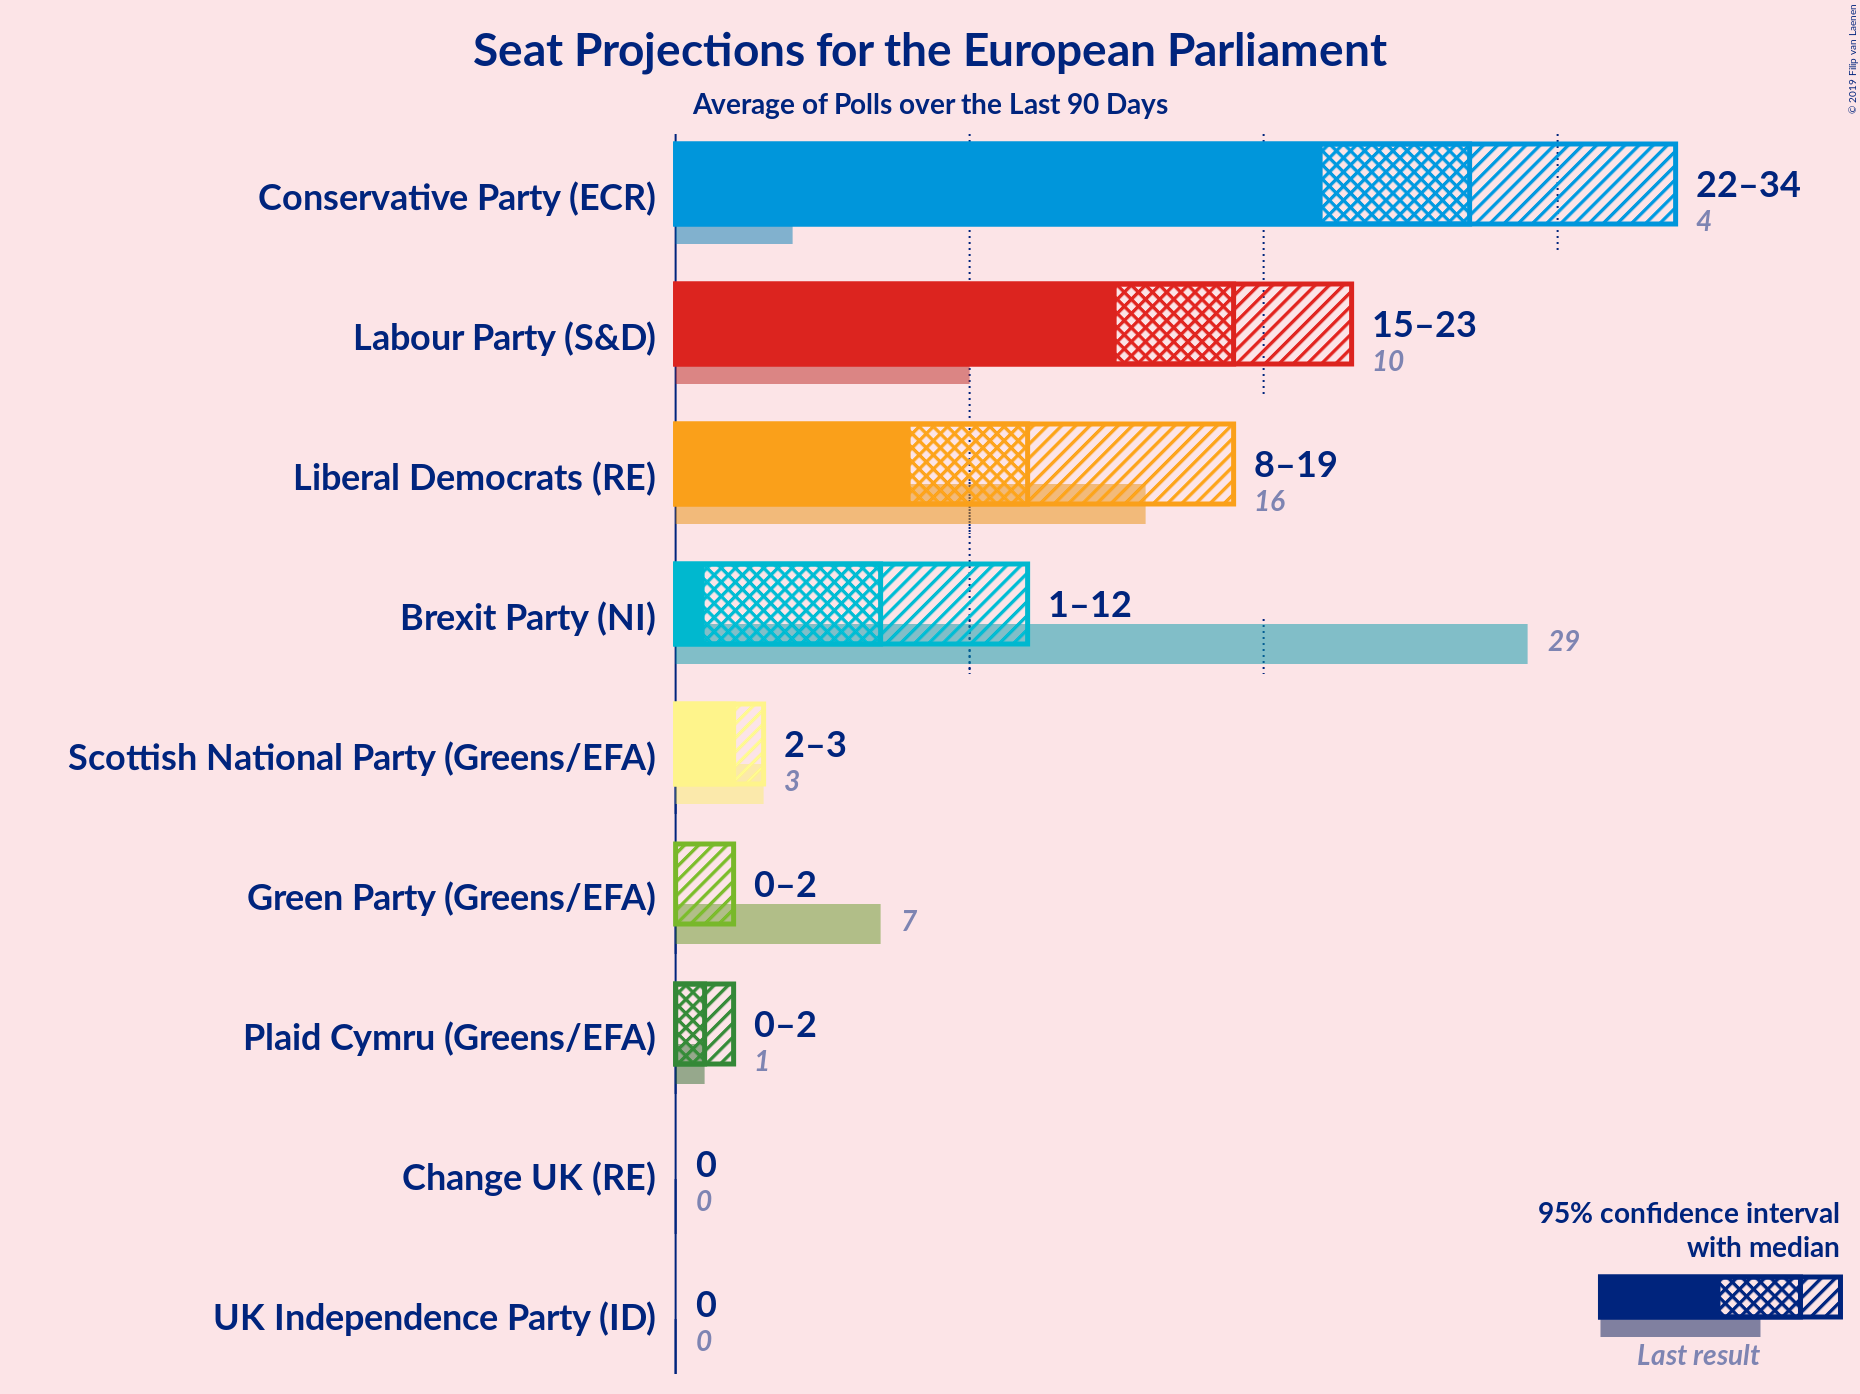 Seat Projections for the European Parliament
Average of Polls over the Last 90 Days
© 2019 Filip van Laenen
Conservative Party (ECR)
22–34
4
Labour Party (S&D)
15–23
10
Liberal Democrats (RE)
8–19
16
Brexit Party (NI)
1–12
29
Scottish National Party (Greens/EFA)
2–3
3
Green Party (Greens/EFA)
0–2
7
Plaid Cymru (Greens/EFA)
0–2
1
Change UK (RE)
0
0
UK Independence Party (ID)
0
0
95% confidence interval
with median
Last result